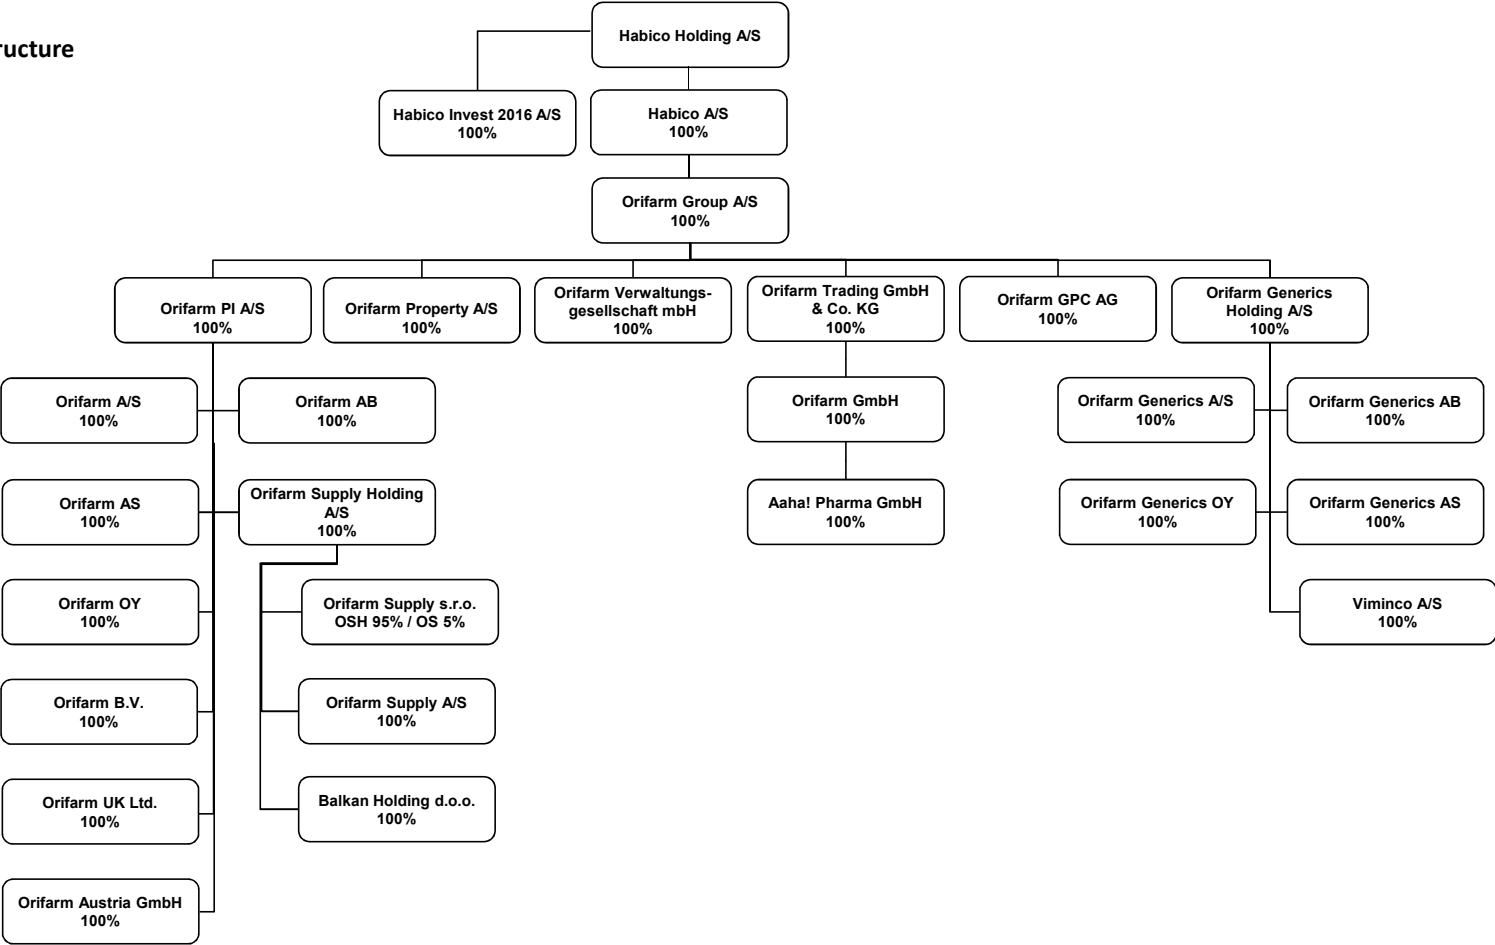 ructure
Habico Holding A/S
Habico Invest 2016 A/S
100%
Habico A/S
100%
Orifarm Group A/S
100%
Orifarm PI A/S
100%
Orifarm Property A/S
100%
Orifarm Verwaltungs-
gesellschaft mbH
100%
Orifarm Trading GmbH
& Co. KG
100%
Orifarm GPC AG
100%
Orifarm Generics
Holding A/S
100%
Orifarm A/S
100%
Orifarm AB
100%
Orifarm GmbH
100%
Orifarm Generics A/S
100%
Orifarm Generics AB
100%
Orifarm AS
100%
Orifarm Supply Holding
A/S
100%
Aaha! Pharma GmbH
100%
Orifarm Generics OY
100%
Orifarm Generics AS
100%
Orifarm OY
100%
Orifarm Supply s.r.o.
OSH 95% / OS 5%
Viminco A/S
100%
Orifarm B.V.
100%
Orifarm Supply A/S
100%
Orifarm UK Ltd.
100%
Balkan Holding d.o.o.
100%
Orifarm Austria GmbH
100%